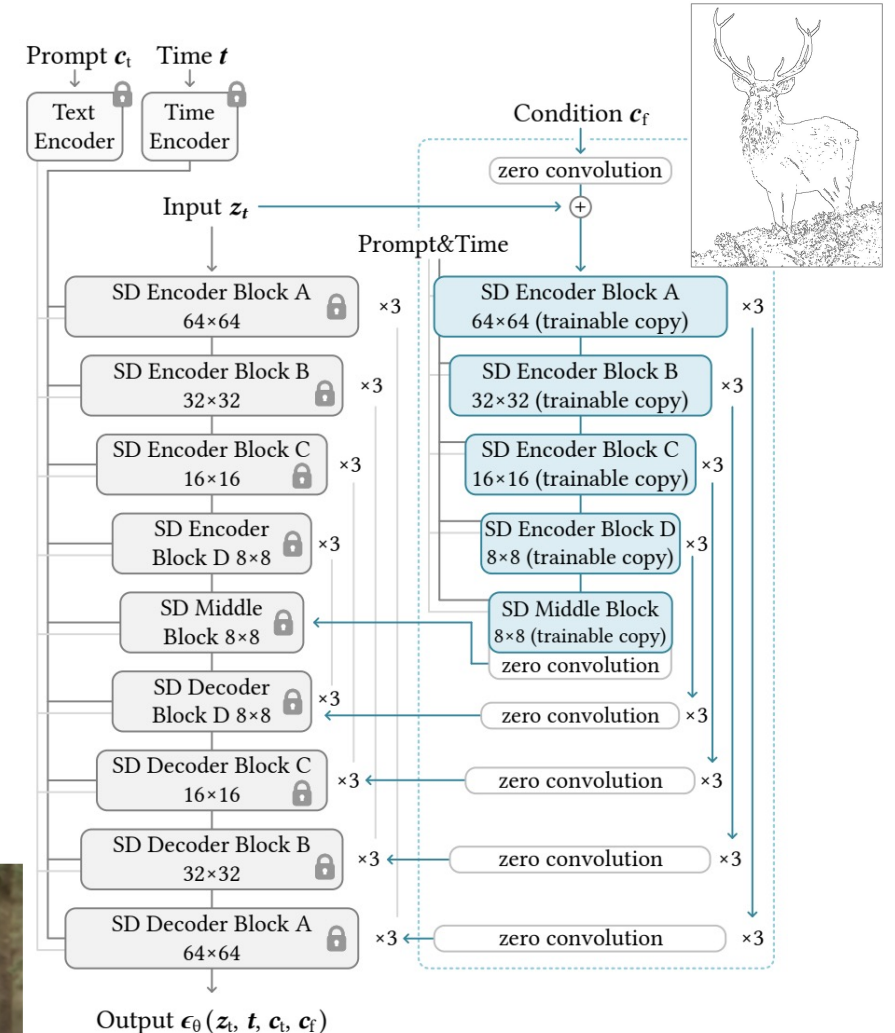 Prompt cₜ
Time t
Text
Encoder
Time
Encoder
Input zₜ
SD Encoder Block A
64×64
×3
SD Encoder Block B
32×32
×3
SD Encoder Block C
16×16
×3
SD Encoder
Block D 8×8
×3
SD Middle
Block 8×8
SD Decoder
Block D 8×8
×3
SD Decoder Block C
16×16
×3
SD Decoder Block B
32×32
×3
SD Decoder Block A
64×64
×3
Output ϵθ(zₜ, t, cₜ, c_f)
Condition c_f
zero convolution
+
Prompt&Time
SD Encoder Block A
64×64 (trainable copy)
×3
SD Encoder Block B
32×32 (trainable copy)
×3
SD Encoder Block C
16×16 (trainable copy)
×3
SD Encoder Block D
8×8 (trainable copy)
×3
SD Middle Block
8×8 (trainable copy)
zero convolution
zero convolution
×3
zero convolution
×3
zero convolution
×3
zero convolution
×3